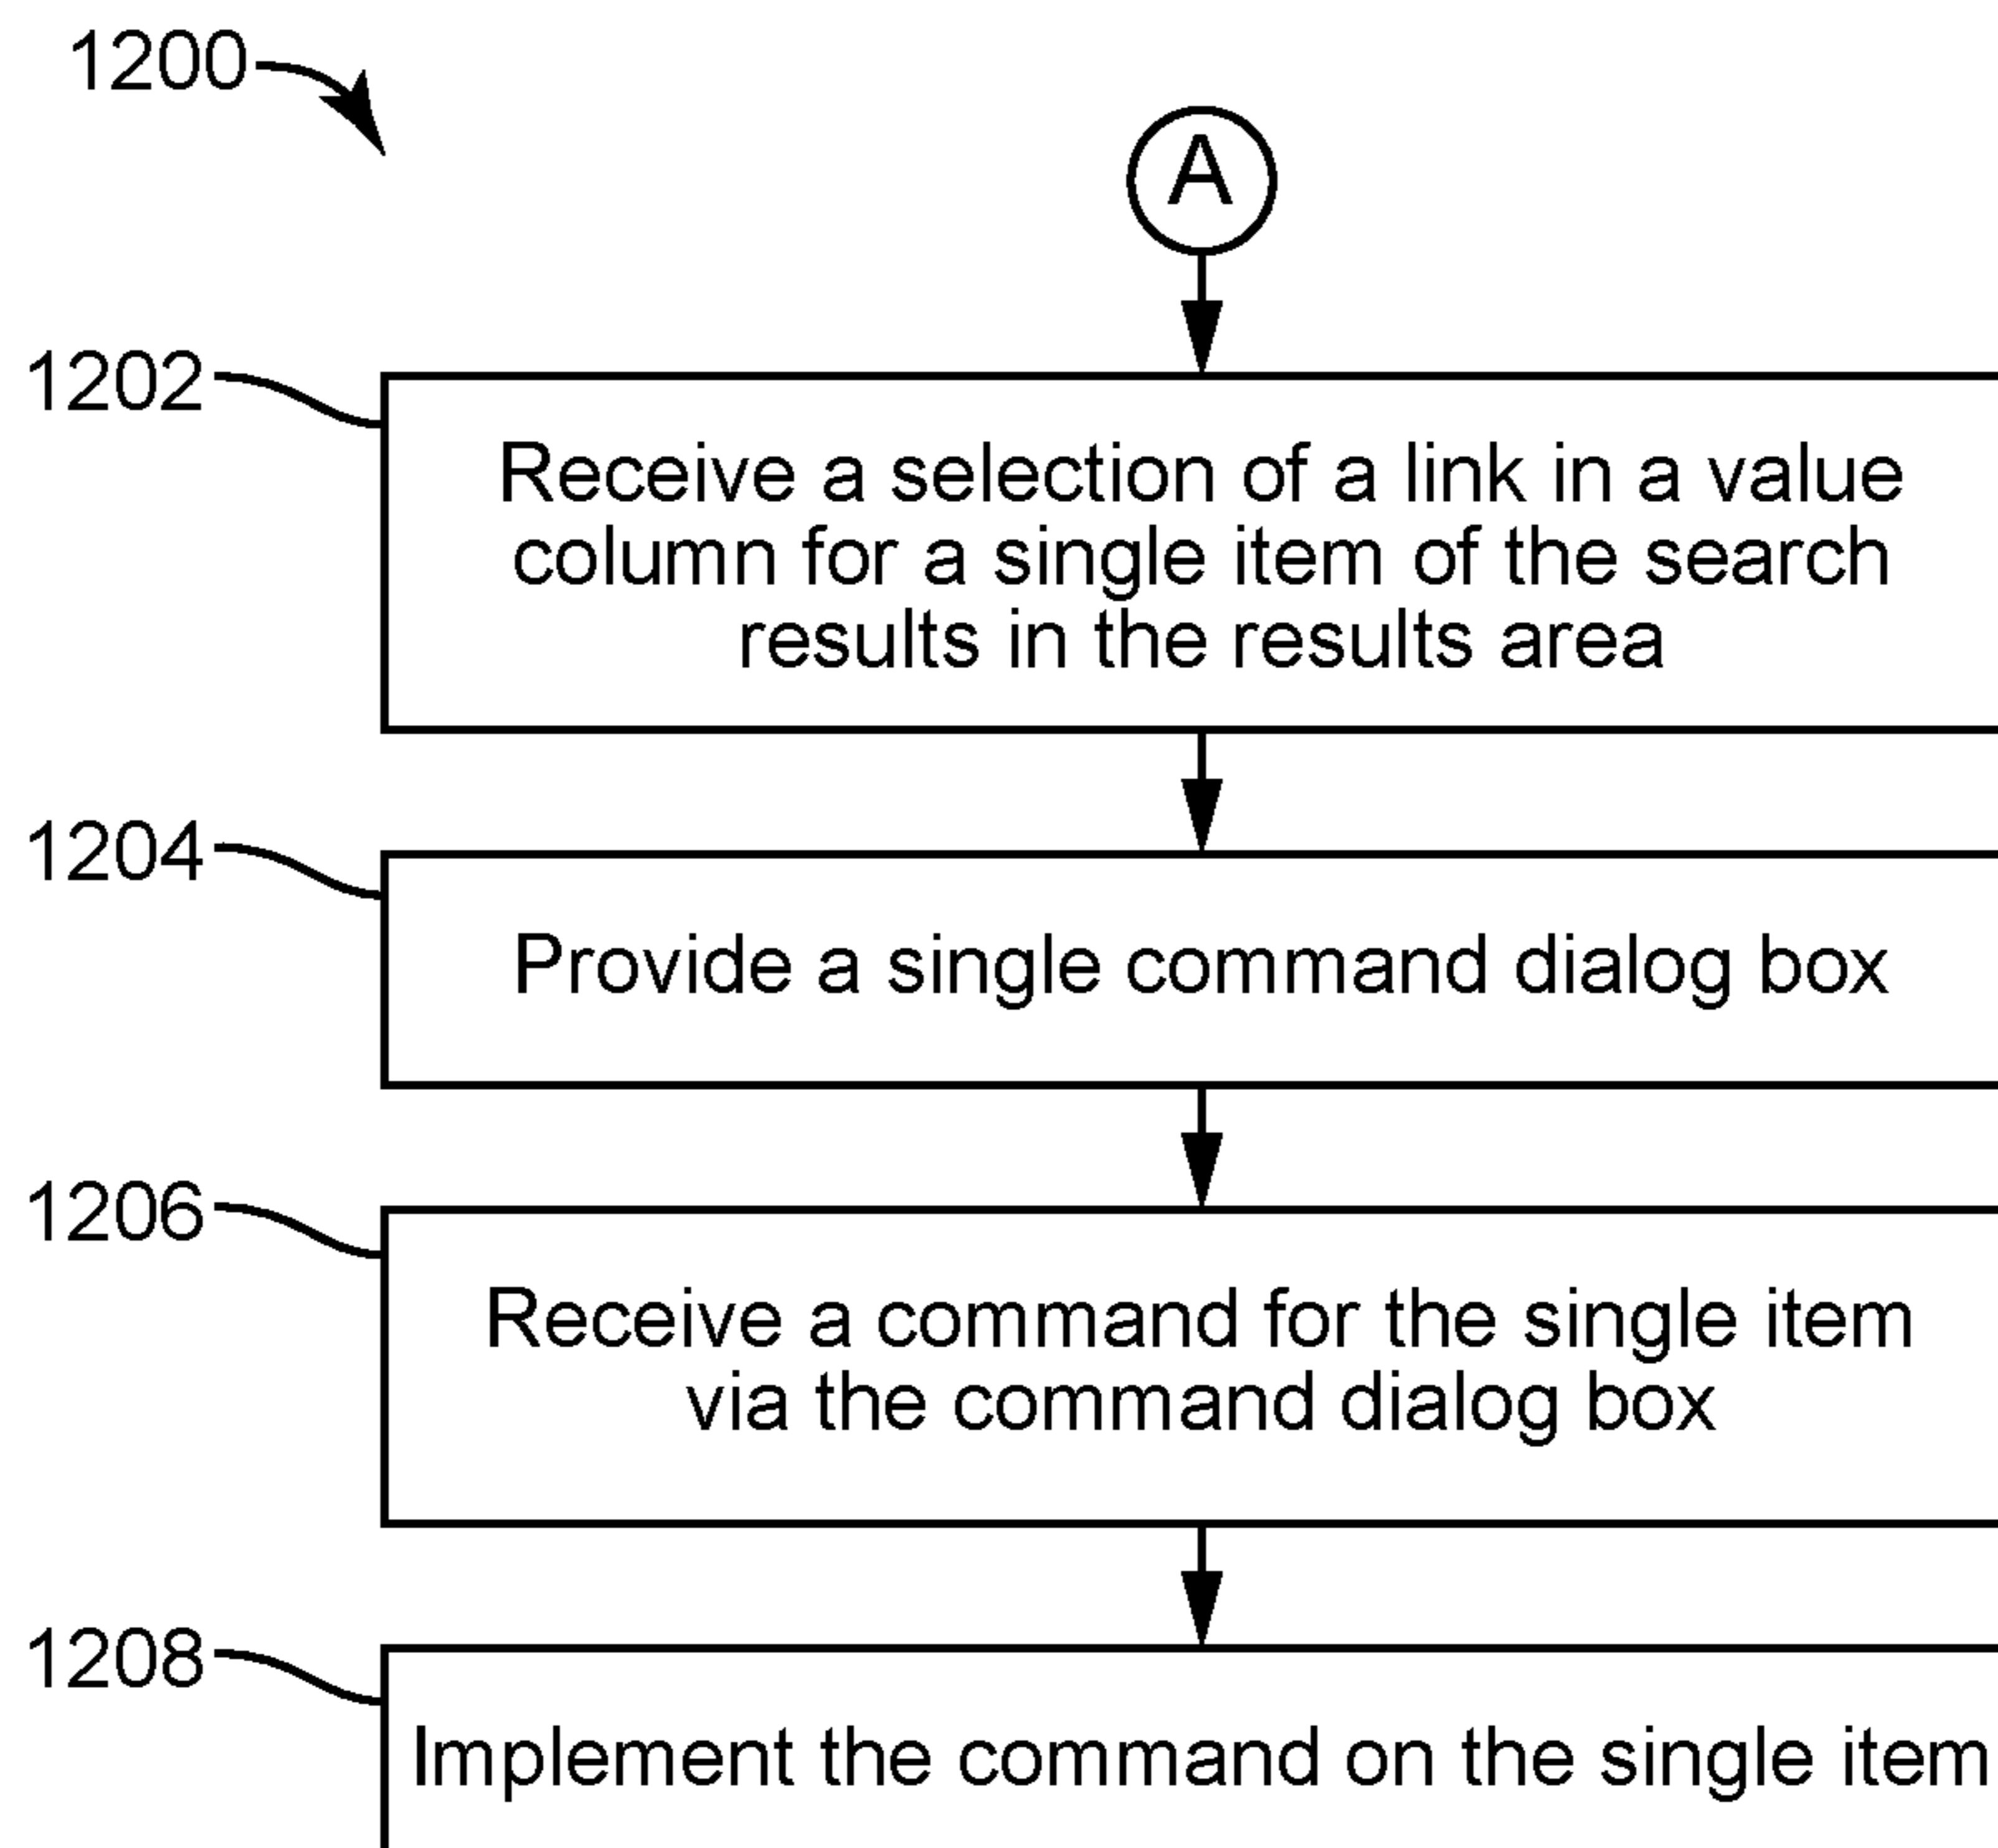 1200
A
1202
Receive a selection of a link in a value
column for a single item of the search
results in the results area
1204
Provide a single command dialog box
1206
Receive a command for the single item
via the command dialog box
1208
Implement the command on the single item